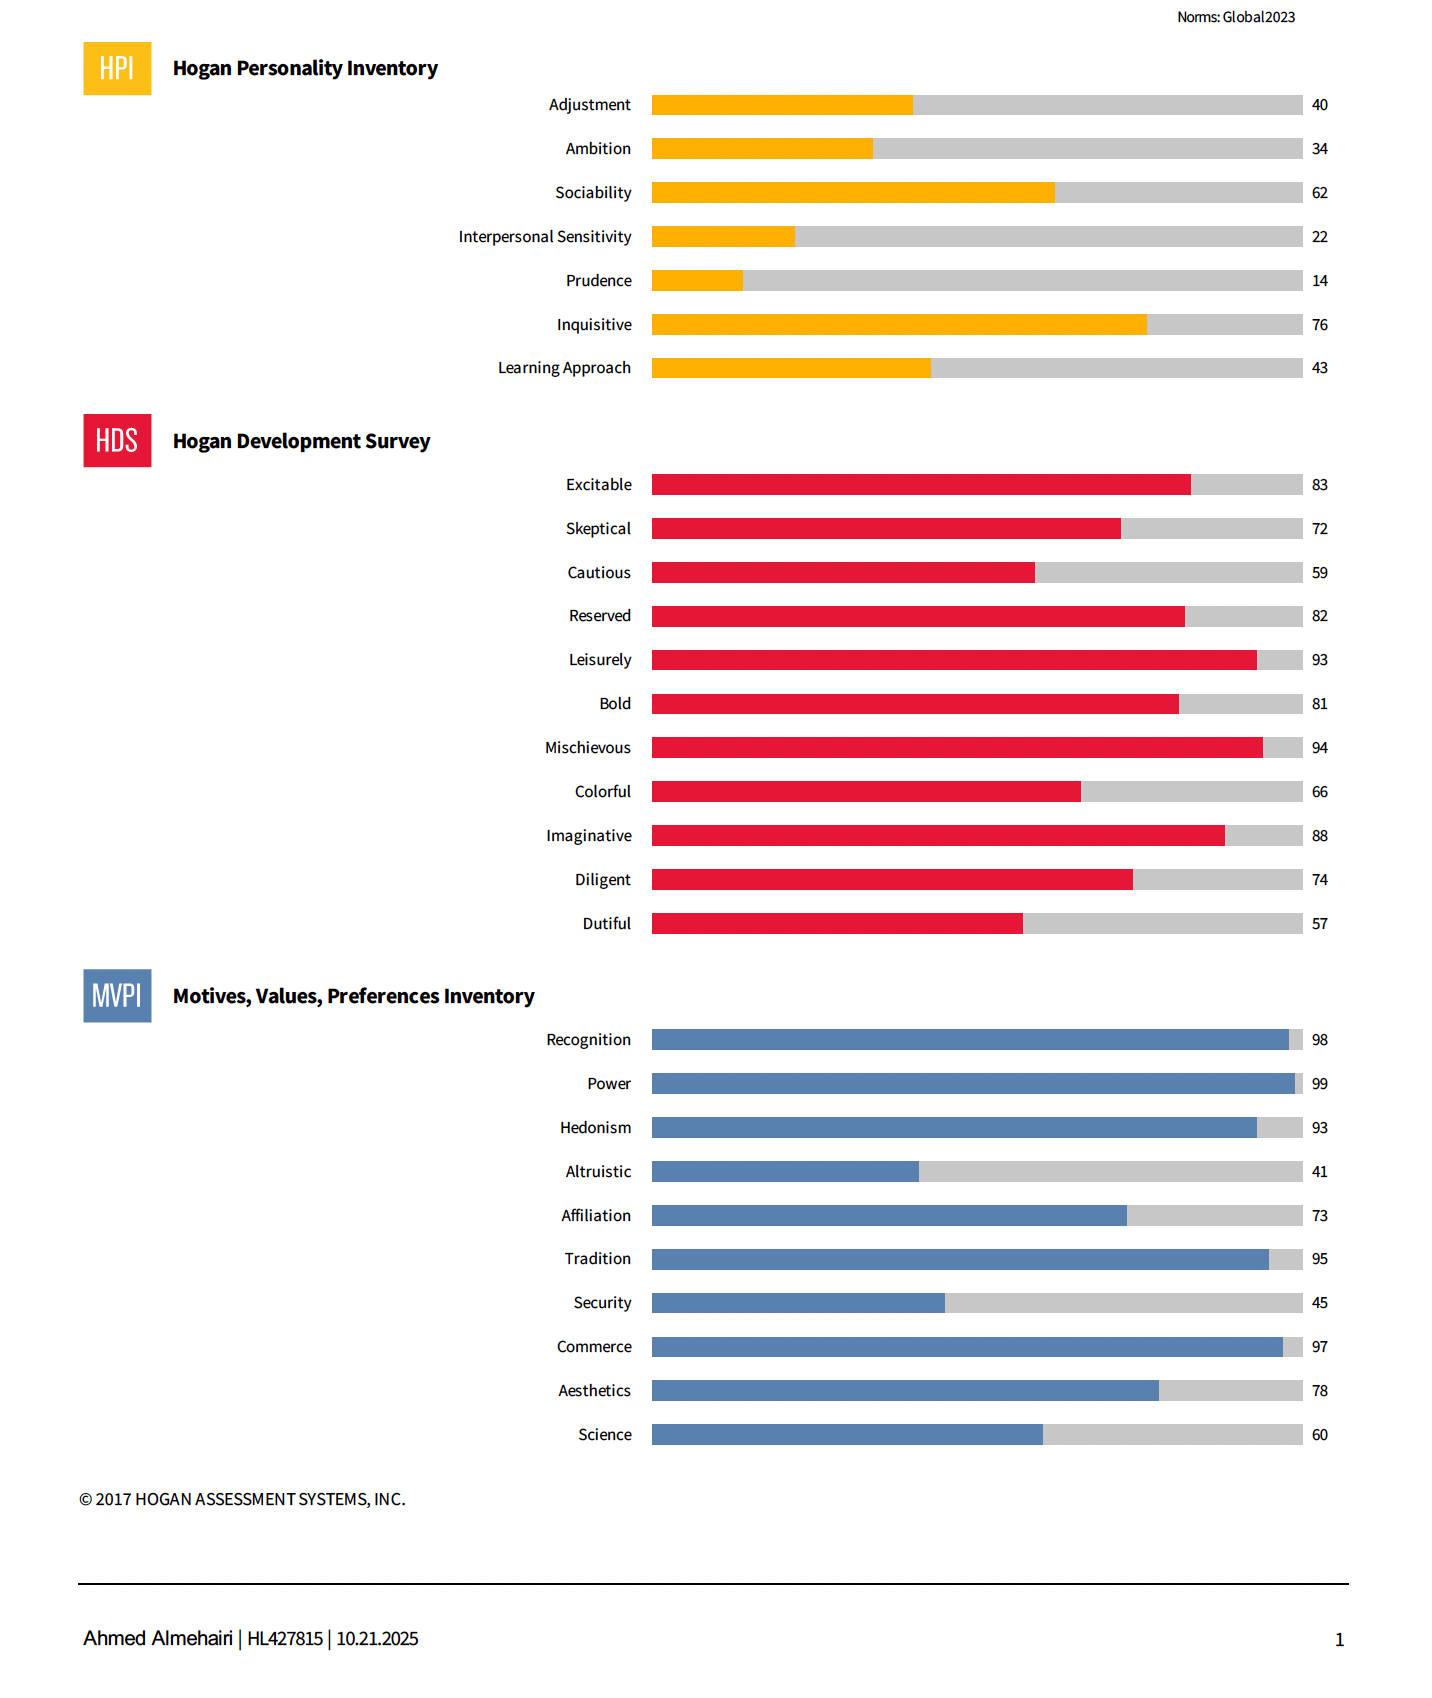 Norms: Global2023
HPI Hogan Personality Inventory
Adjustment 40
Ambition 34
Sociability 62
Interpersonal Sensitivity 22
Prudence 14
Inquisitive 76
Learning Approach 43
HDS Hogan Development Survey
Excitable 83
Skeptical 72
Cautious 59
Reserved 82
Leisurely 93
Bold 81
Mischievous 94
Colorful 66
Imaginative 88
Diligent 74
Dutiful 57
MVPI Motives, Values, Preferences Inventory
Recognition 98
Power 99
Hedonism 93
Altruistic 41
Affiliation 73
Tradition 95
Security 45
Commerce 97
Aesthetics 78
Science 60
© 2017 HOGAN ASSESSMENT SYSTEMS, INC.
Ahmed Almehairi | HL427815 | 10.21.2025 1